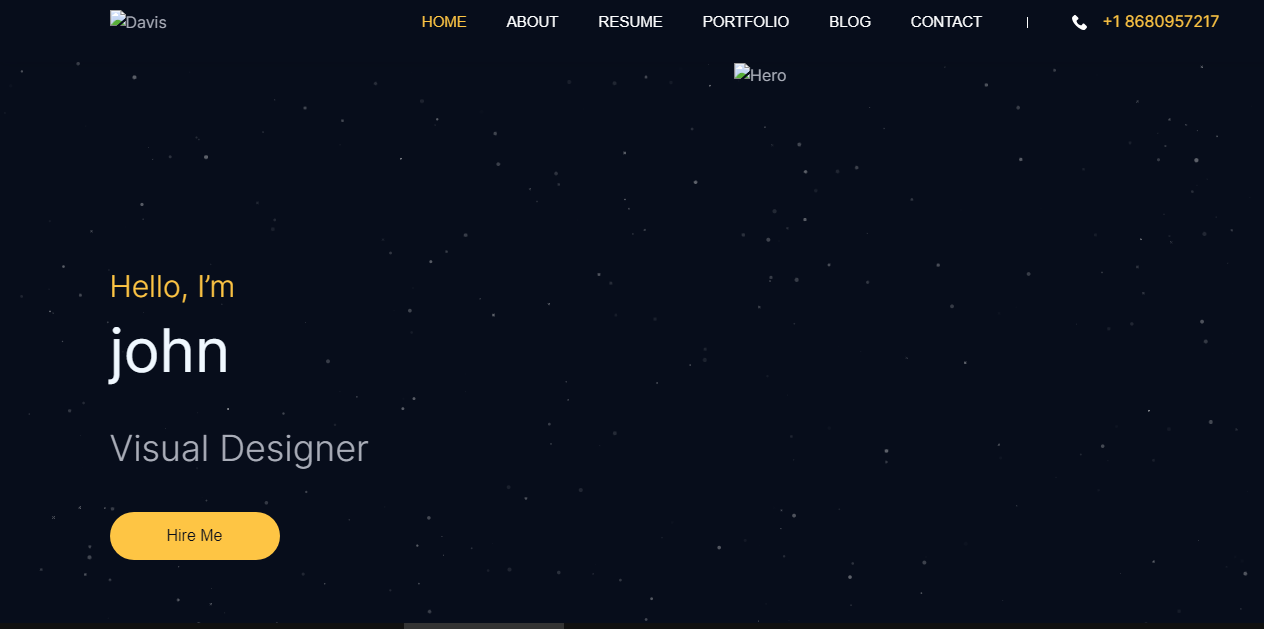 Davis
HOME ABOUT RESUME PORTFOLIO BLOG CONTACT | +1 8680957217
Hero
Hello, I’m
john
Visual Designer
Hire Me